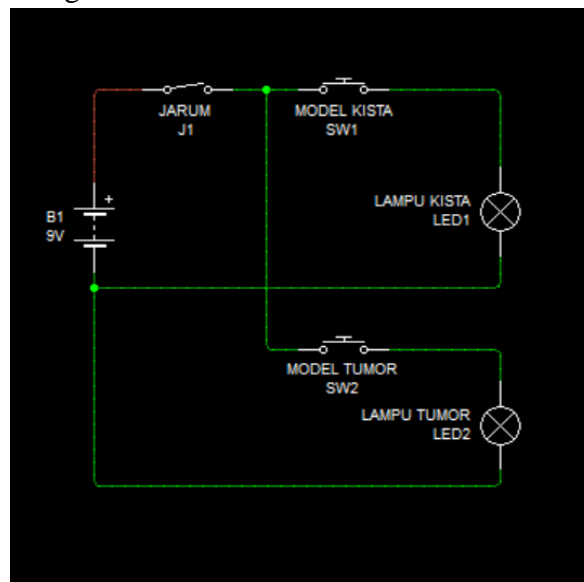 JARUM
J1
MODEL KISTA
SW1
B1
9V
+
LAMPU KISTA
LED1
MODEL TUMOR
SW2
LAMPU TUMOR
LED2